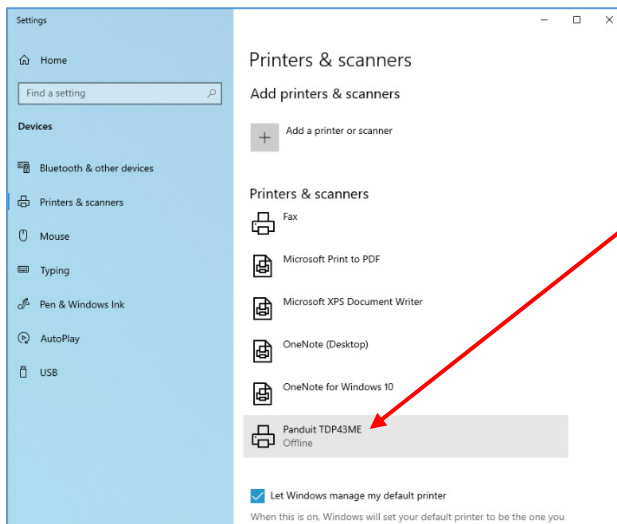 Settings
Home
Find a setting
Devices
Bluetooth & other devices
Printers & scanners
Mouse
Typing
Pen & Windows Ink
AutoPlay
USB
Printers & scanners
Add printers & scanners
Add a printer or scanner
Printers & scanners
Fax
Microsoft Print to PDF
Microsoft XPS Document Writer
OneNote (Desktop)
OneNote for Windows 10
Panduit TDP43ME
Offline
Let Windows manage my default printer
When this is on, Windows will set your default printer to be the one you